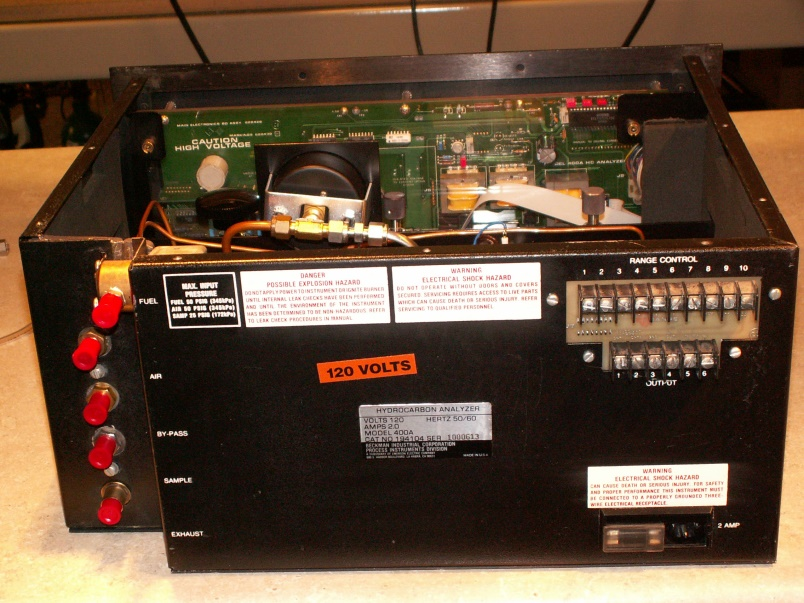 CAUTION
HIGH VOLTAGE
HC ANALYZER
MAX. INPUT
PRESSURE
FUEL 50 PSIG (345kPa)
AIR 50 PSIG (345kPa)
SAMP 25 PSIG (172kPa)
DANGER
POSSIBLE EXPLOSION HAZARD
DO NOT APPLY POWER TO INSTRUMENT OR IGNITE BURNER
UNTIL INTERNAL LEAK CHECKS HAVE BEEN PERFORMED
AND UNTIL THE ENVIRONMENT OF THE INSTRUMENT
HAS BEEN DETERMINED TO BE NON-HAZARDOUS. REFER
TO LEAK CHECK PROCEDURES IN MANUAL.
WARNING
ELECTRICAL SHOCK HAZARD
DO NOT OPERATE WITHOUT DOORS AND COVERS
SECURED. SERVICING REQUIRES ACCESS TO LIVE PARTS
WHICH CAN CAUSE DEATH OR SERIOUS INJURY. REFER
SERVICING TO QUALIFIED PERSONNEL.
RANGE CONTROL
1 2 3 4 5 6 7 8 9 10
1 2 3 4 5 6
OUTPUT
FUEL
AIR
BY-PASS
SAMPLE
EXHAUST
120 VOLTS
HYDROCARBON ANALYZER
VOLTS 120 HERTZ 50/60
AMPS 2.0
MODEL 400A
CAT NO 194104 SER 1000613
BECKMAN INDUSTRIAL CORPORATION
PROCESS INSTRUMENTS DIVISION
MADE IN U.S.A.
WARNING
ELECTRICAL SHOCK HAZARD
CAN CAUSE DEATH OR SERIOUS INJURY. FOR SAFETY
AND PROPER PERFORMANCE THIS INSTRUMENT MUST
BE CONNECTED TO A PROPERLY GROUNDED THREE
WIRE ELECTRICAL RECEPTACLE.
2 AMP